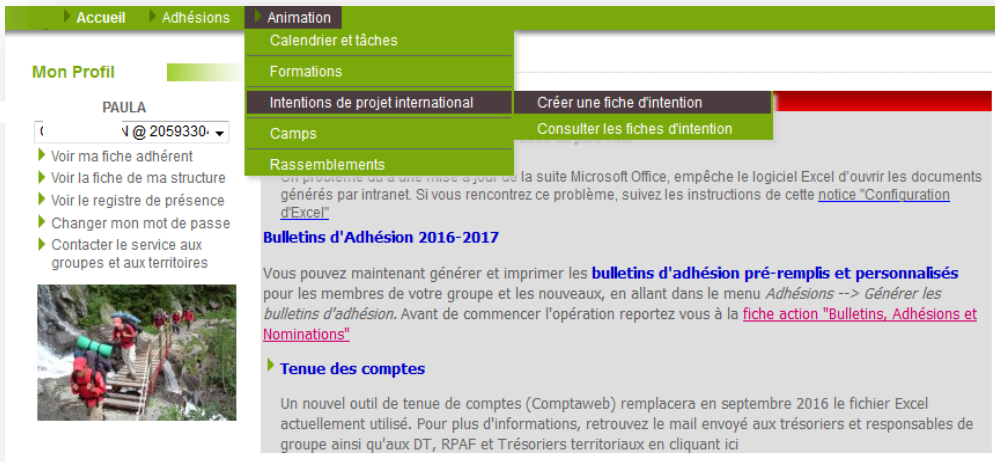 Accueil Adhésions Animation
Calendrier et tâches
Formations
Intentions de projet international
Camps
Rassemblements
Créer une fiche d'intention
Consulter les fiches d'intention
Mon Profil
PAULA
N @ 2059330
Voir ma fiche adhérent
Voir la fiche de ma structure
Voir le registre de présence
Changer mon mot de passe
Contacter le service aux
groupes et aux territoires
Un problème dû à une mise à jour de la suite Microsoft Office, empêche le logiciel Excel d'ouvrir les documents
générés par intranet. Si vous rencontrez ce problème, suivez les instructions de cette notice "Configuration
d'Excel"
Bulletins d'Adhésion 2016-2017
Vous pouvez maintenant générer et imprimer les bulletins d'adhésion pré-remplis et personnalisés
pour les membres de votre groupe et les nouveaux, en allant dans le menu Adhésions --> Générer les
bulletins d'adhésion. Avant de commencer l'opération reportez vous à la fiche action "Bulletins, Adhésions et
Nominations"
Tenue des comptes
Un nouvel outil de tenue de comptes (Comptaweb) remplacera en septembre 2016 le fichier Excel
actuellement utilisé. Pour plus d'informations, retrouvez le mail envoyé aux trésoriers et responsables de
groupe ainsi qu'aux DT, RPAF et Trésoriers territoriaux en cliquant ici